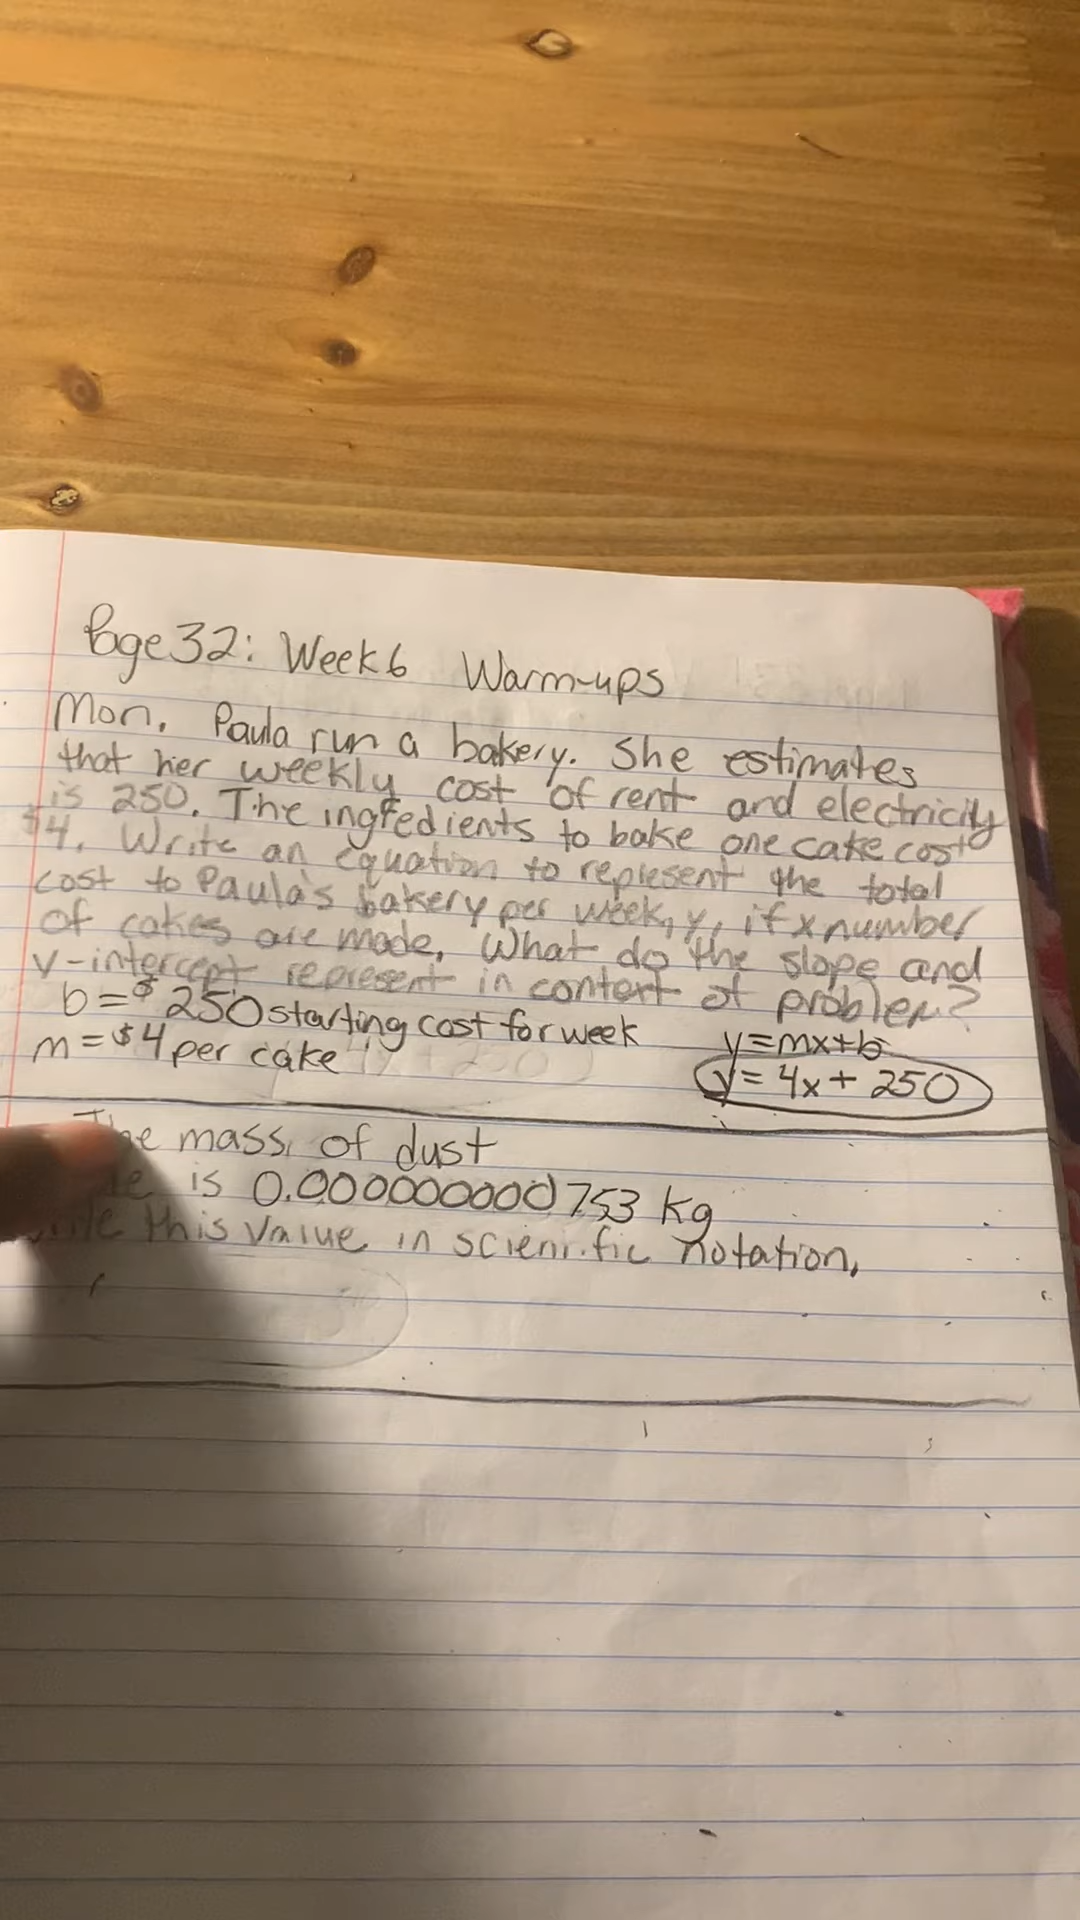 Page 32: Week 6 Warm-ups
Mon. Paula run a bakery. She estimates
that her weekly cost of rent and electricity
is 250. The ingredients to bake one cake cost
$4. Write an equation to represent the total
cost to Paula's bakery per week, y, if x number
of cakes are made. What do the slope and
y-intercept represent in context of problem?
b=$250 starting cost for week
m=$4 per cake
y=mx+b
y=4x+250
The mass of dust
is 0.000000000753 kg
this value in scientific notation,